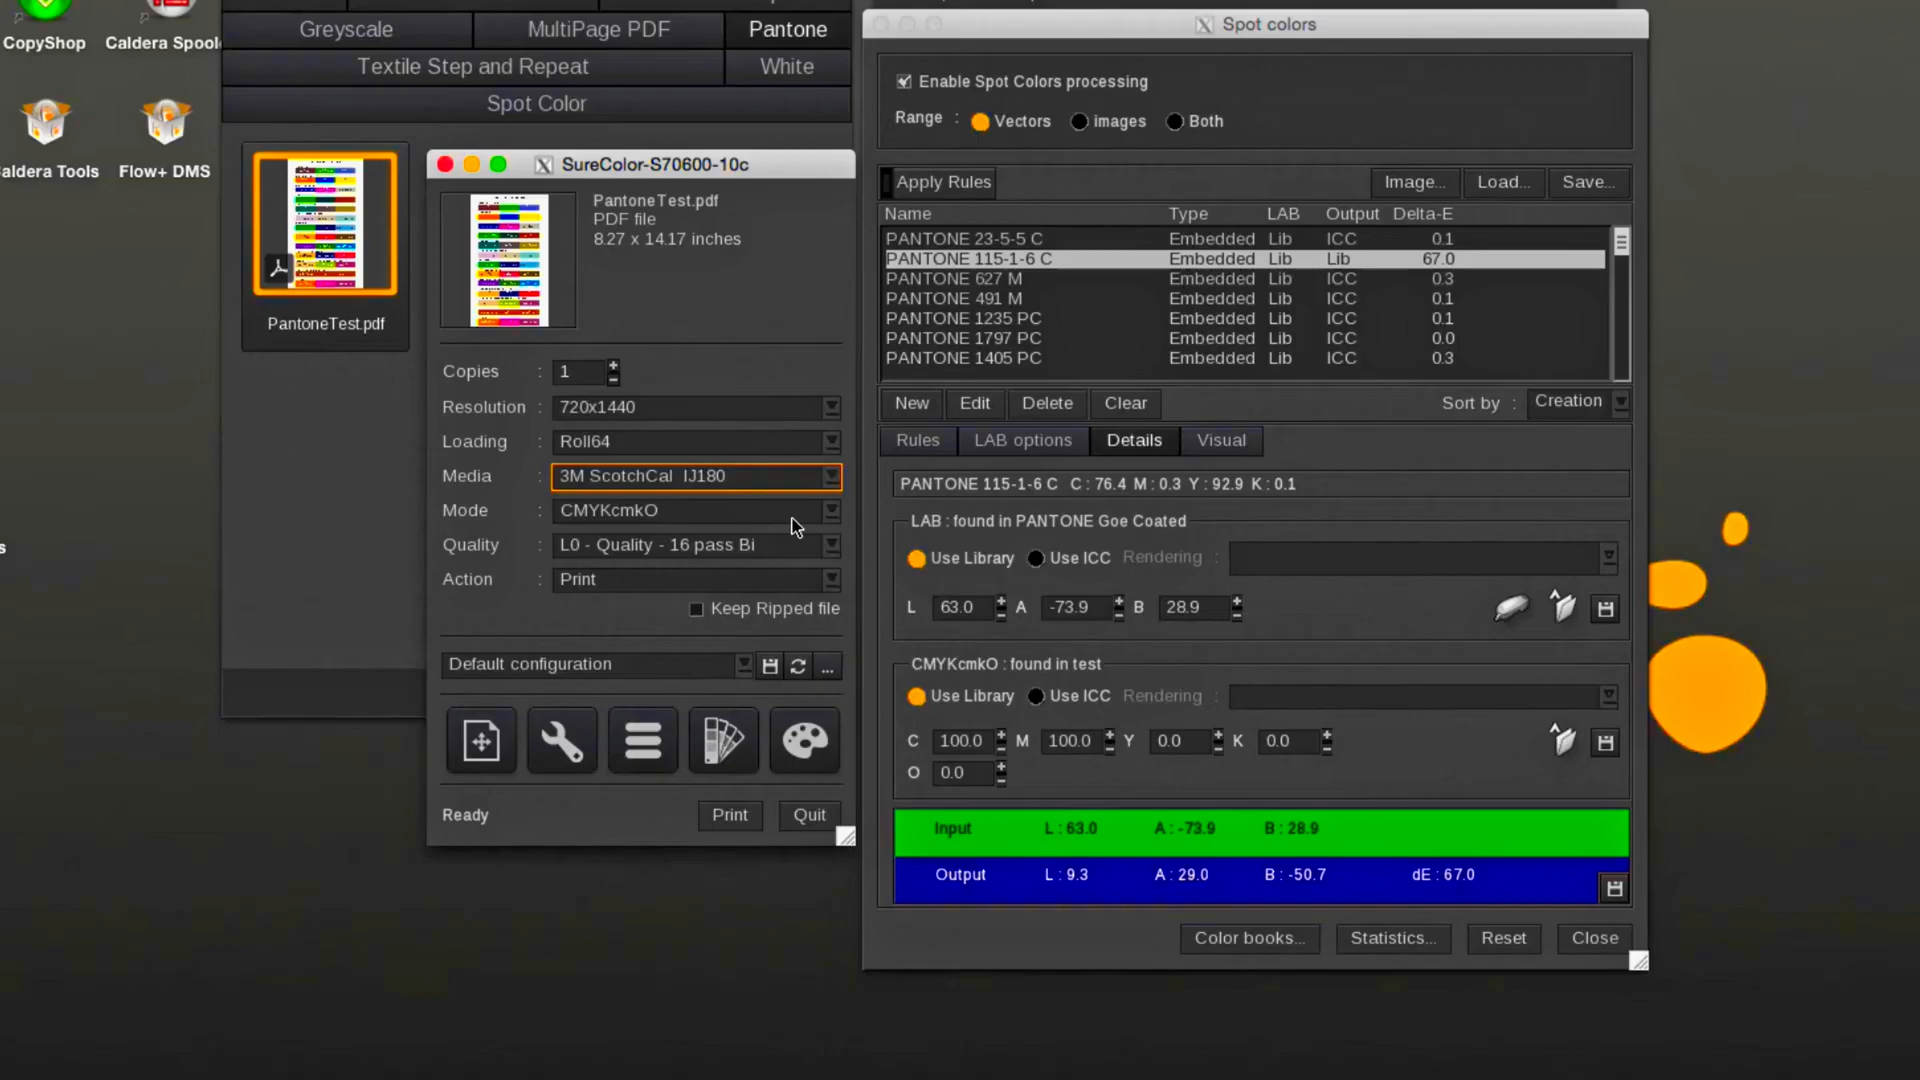 CopyShop
Caldera Spool
Caldera Tools
Flow+ DMS
s
Greyscale
MultiPage PDF
Pantone
Textile Step and Repeat
White
Spot Color
PantoneTest.pdf
SureColor-S70600-10c
PantoneTest.pdf
PDF file
8.27 x 14.17 inches
Copies : 1
Resolution : 720x1440
Loading : Roll64
Media : 3M ScotchCal IJ180
Mode : CMYKcmkO
Quality : L0 - Quality - 16 pass Bi
Action : Print
Keep Ripped file
Default configuration
...
Ready
Print
Quit
Spot colors
Enable Spot Colors processing
Range : Vectors images Both
Apply Rules
Image...
Load...
Save...
Name Type LAB Output Delta-E
PANTONE 23-5-5 C Embedded Lib ICC 0.1
PANTONE 115-1-6 C Embedded Lib Lib 67.0
PANTONE 627 M Embedded Lib ICC 0.3
PANTONE 491 M Embedded Lib ICC 0.1
PANTONE 1235 PC Embedded Lib ICC 0.1
PANTONE 1797 PC Embedded Lib ICC 0.0
PANTONE 1405 PC Embedded Lib ICC 0.3
New
Edit
Delete
Clear
Sort by : Creation
Rules
LAB options
Details
Visual
PANTONE 115-1-6 C C : 76.4 M : 0.3 Y : 92.9 K : 0.1
LAB : found in PANTONE Goe Coated
Use Library Use ICC Rendering :
L 63.0 A -73.9 B 28.9
CMYKcmkO : found in test
Use Library Use ICC Rendering :
C 100.0 M 100.0 Y 0.0 K 0.0
O 0.0
Input L : 63.0 A : -73.9 B : 28.9
Output L : 9.3 A : 29.0 B : -50.7 dE : 67.0
Color books...
Statistics...
Reset
Close